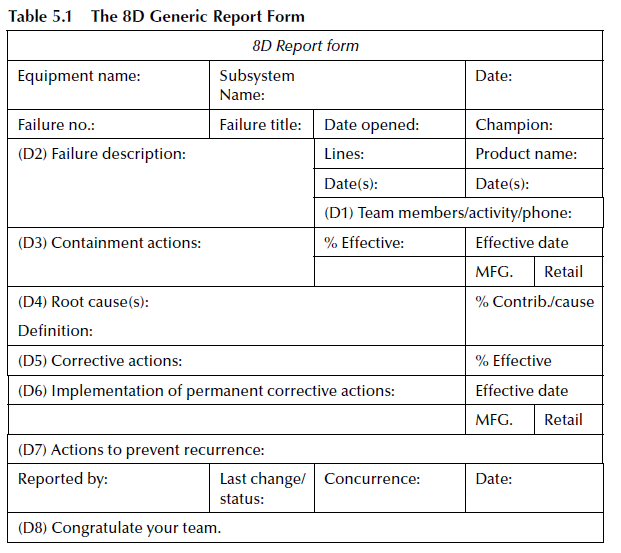 Table 5.1 The 8D Generic Report Form
8D Report form
Equipment name:
Subsystem
Name:
Date:
Failure no.:
Failure title:
Date opened:
Champion:
(D2) Failure description:
Lines:
Product name:
Date(s):
Date(s):
(D1) Team members/activity/phone:
(D3) Containment actions:
% Effective:
Effective date
MFG.
Retail
(D4) Root cause(s):
% Contrib./cause
Definition:
(D5) Corrective actions:
% Effective
(D6) Implementation of permanent corrective actions:
Effective date
MFG.
Retail
(D7) Actions to prevent recurrence:
Reported by:
Last change/
status:
Concurrence:
Date:
(D8) Congratulate your team.